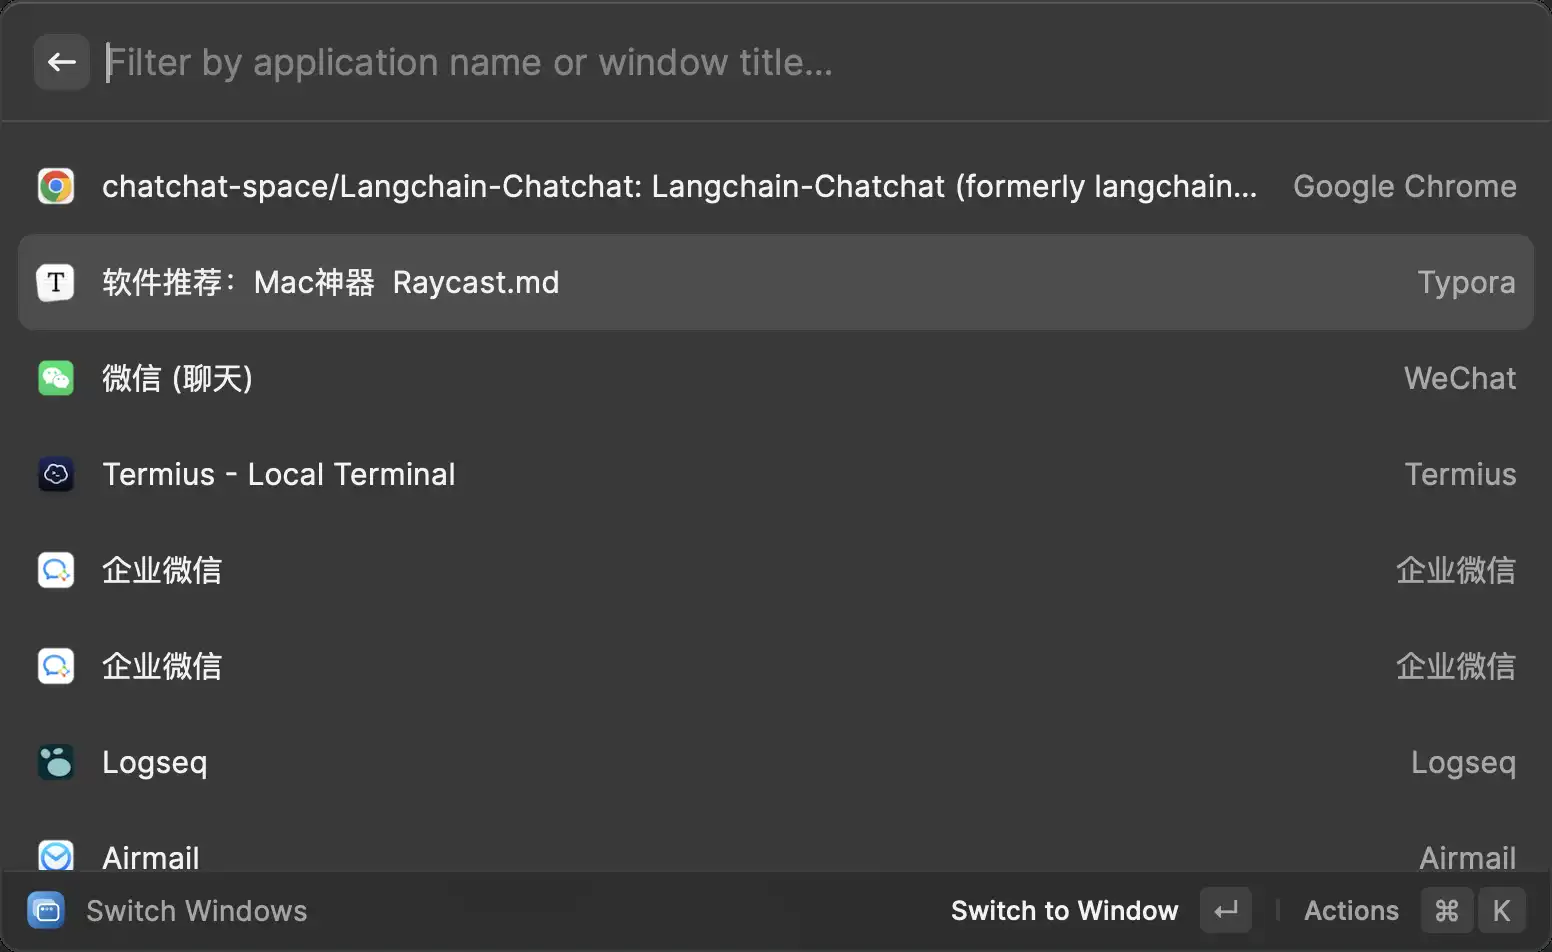 Filter by application name or window title...
chatchat-space/Langchain-Chatchat: Langchain-Chatchat (formerly langchain... Google Chrome
T 软件推荐：Mac神器 Raycast.md Typora
微信 (聊天) WeChat
Termius - Local Terminal Termius
企业微信 企业微信
企业微信 企业微信
Logseq Logseq
Airmail Airmail
Switch Windows Switch to Window Actions ⌘ K